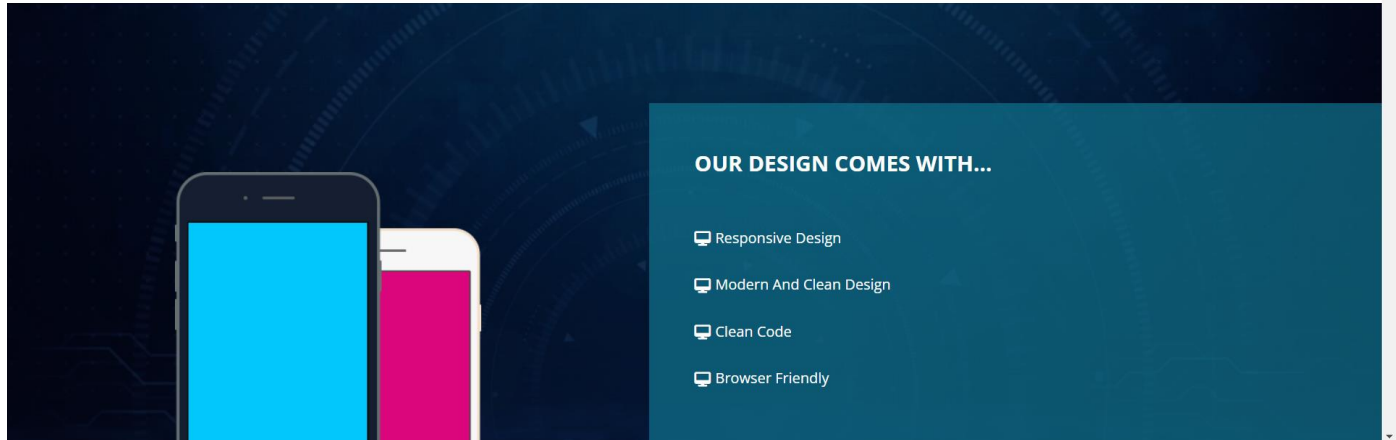 OUR DESIGN COMES WITH...
Responsive Design
Modern And Clean Design
Clean Code
Browser Friendly